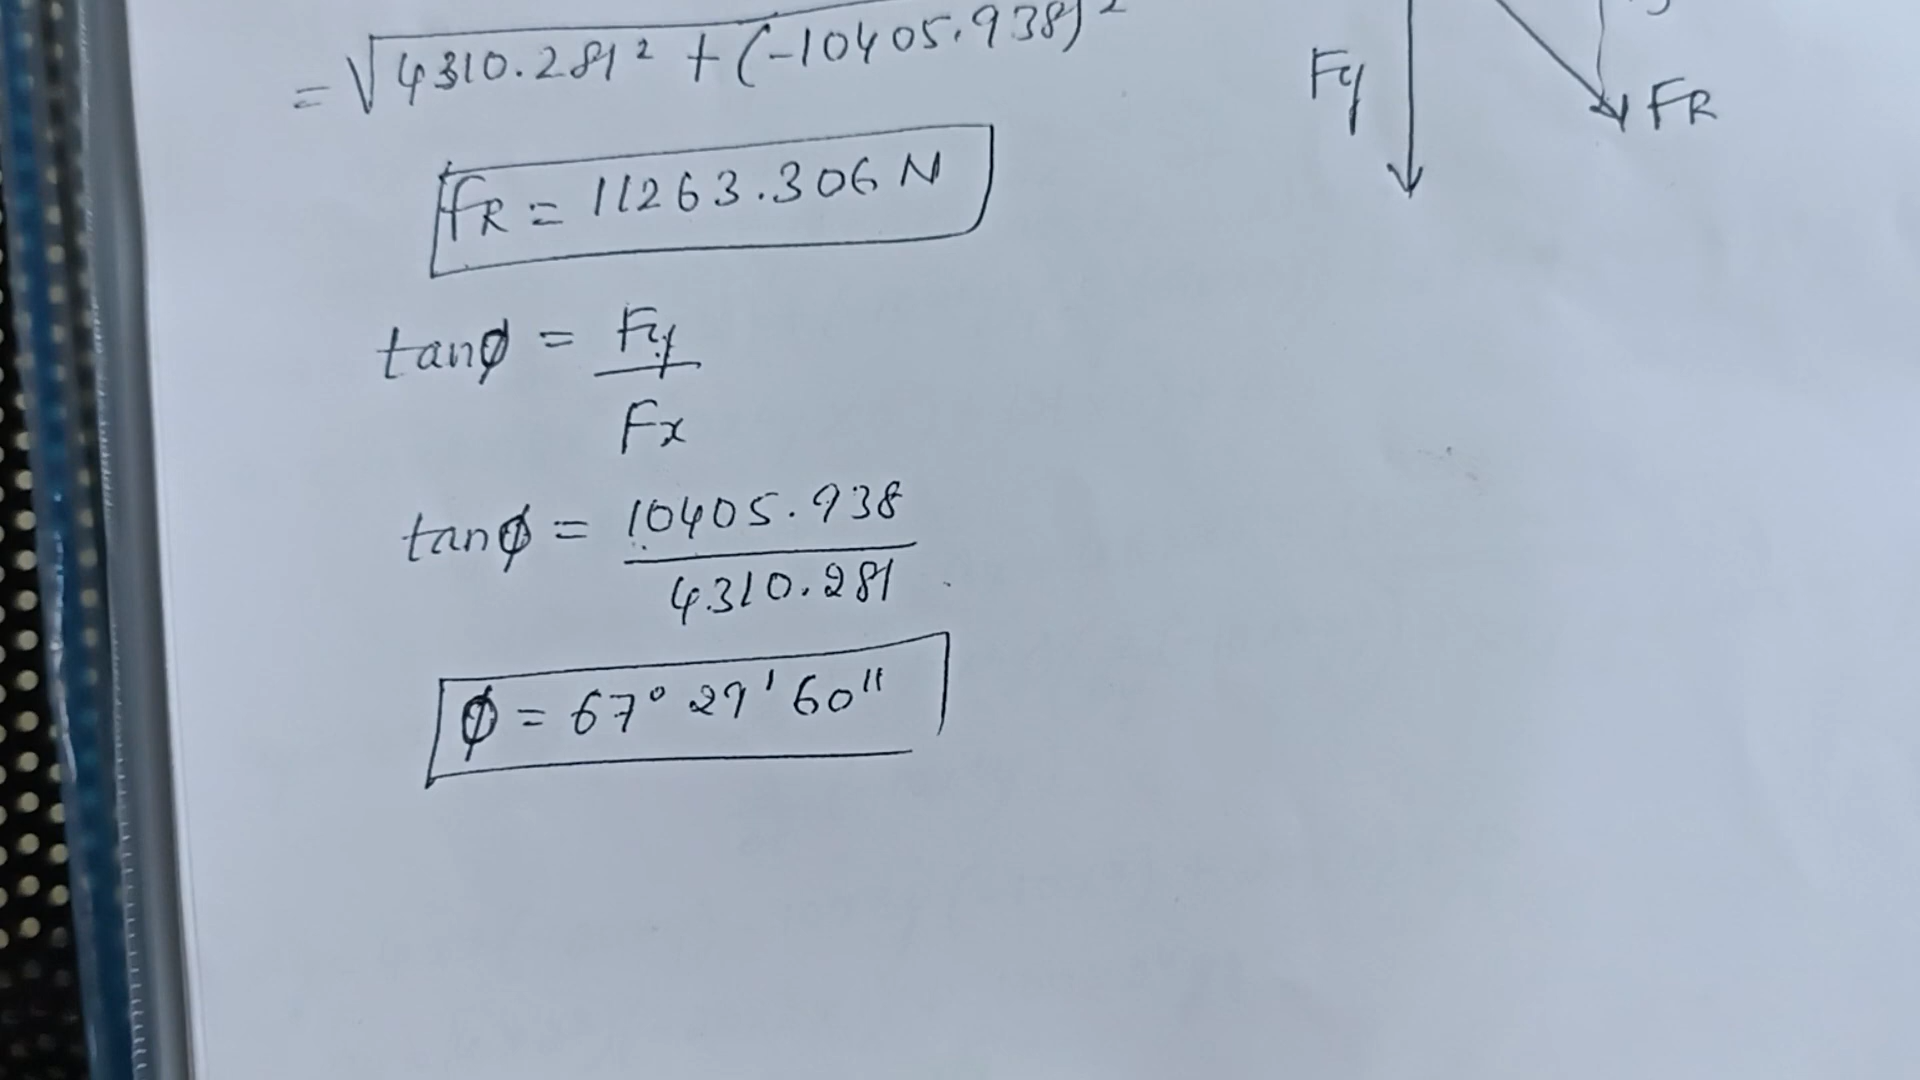 = √4310.281² + (-10405.938)²
Fy
FR
FR = 11263.306 N
tanφ = Fy
Fx
tanφ = 10405.938
4310.281
φ = 67° 29' 60"